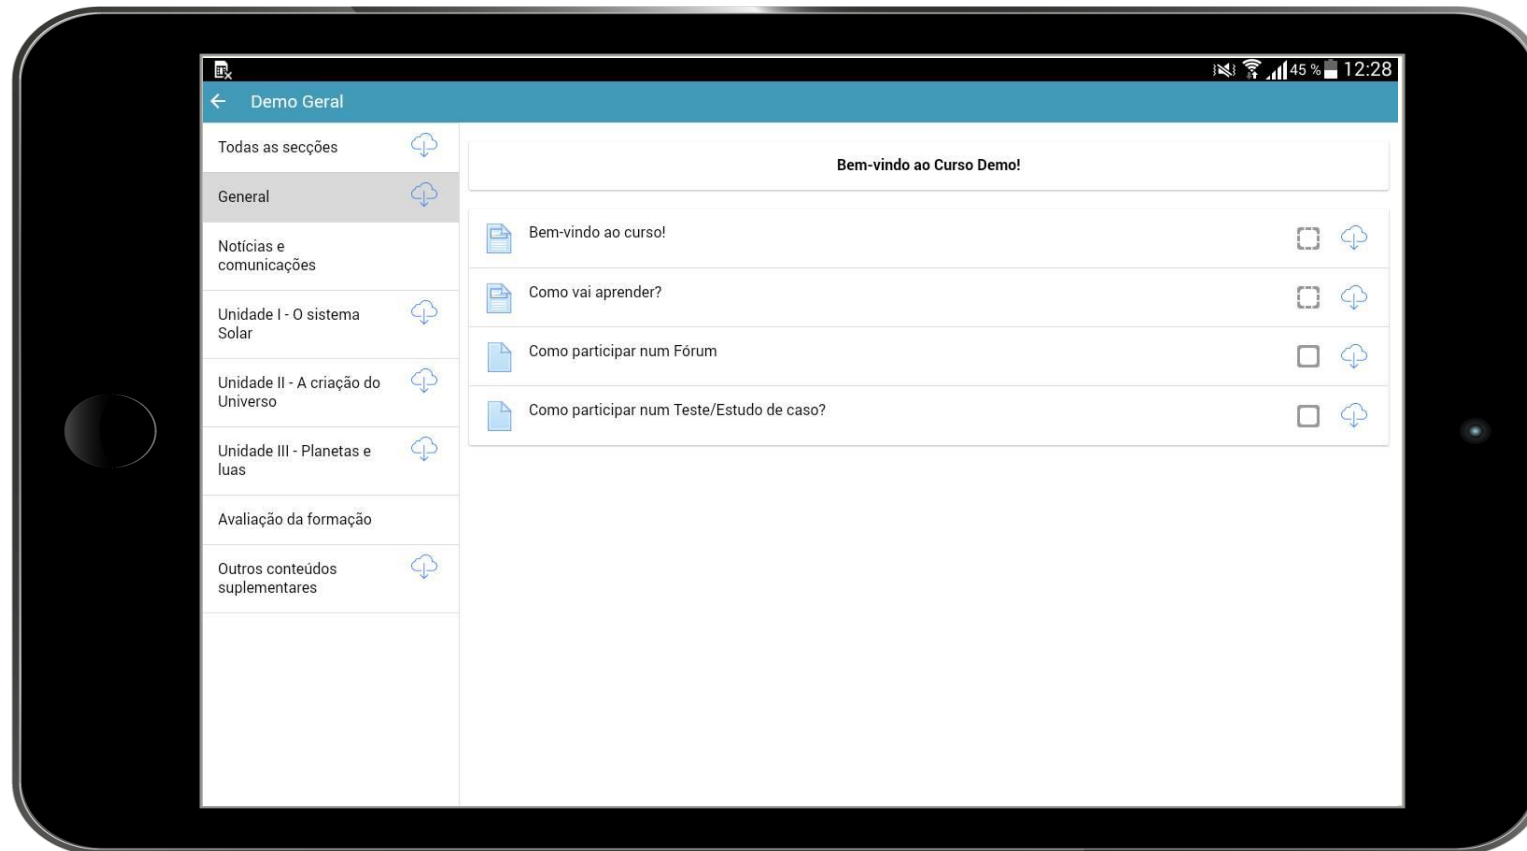 45 % 12:28
Demo Geral
Todas as secções
General
Notícias e
comunicações
Unidade I - O sistema
Solar
Unidade II - A criação do
Universo
Unidade III - Planetas e
luas
Avaliação da formação
Outros conteúdos
suplementares
Bem-vindo ao Curso Demo!
Bem-vindo ao curso!
Como vai aprender?
Como participar num Fórum
Como participar num Teste/Estudo de caso?